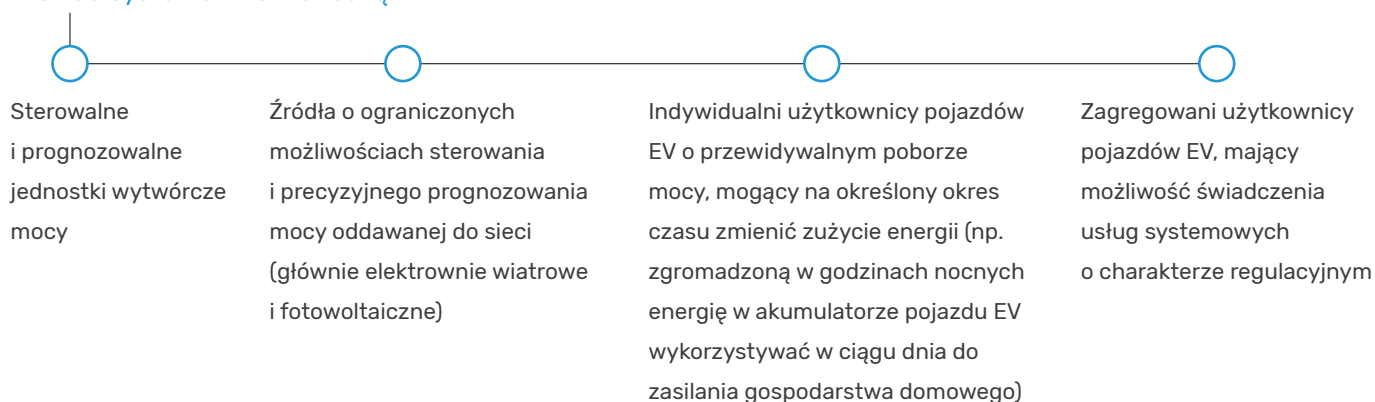 Sterowalne
i prognozowalne
jednostki wytwórcze
mocy
Źródła o ograniczonych
możliwościach sterowania
i precyzyjnego prognozowania
mocy oddawanej do sieci
(głównie elektrownie wiatrowe
i fotowoltaiczne)
Indywidualni użytkownicy pojazdów
EV o przewidywalnym poborze
mocy, mogący na określony okres
czasu zmienić zużycie energii (np.
zgromadzoną w godzinach nocnych
energię w akumulatorze pojazdu EV
wykorzystywać w ciągu dnia do
zasilania gospodarstwa domowego)
Zagregowani użytkownicy
pojazdów EV, mający
możliwość świadczenia
usług systemowych
o charakterze regulacyjnym